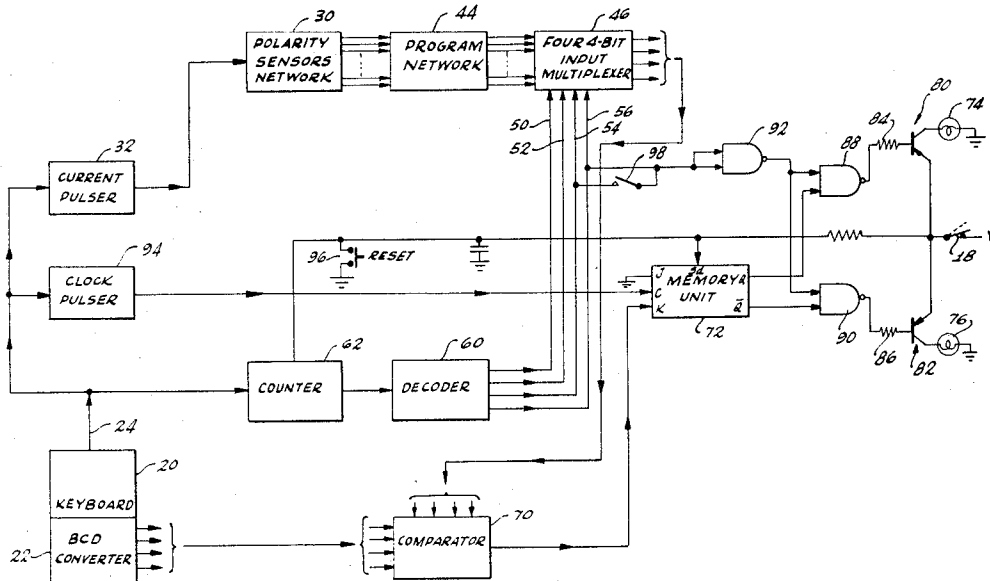 30
POLARITY
SENSORS
NETWORK
44
PROGRAM
NETWORK
46
FOUR 4-BIT
INPUT
MULTIPLEXER
50
52
56
54
98
92
88
84
80
74
32
CURRENT
PULSER
94
CLOCK
PULSER
96
RESET
V
18
J
C
K
Sd
MEMORY
UNIT
Q
Q̅
72
90
86
82
76
62
COUNTER
60
DECODER
24
20
KEYBOARD
22
BCD
CONVERTER
70
COMPARATOR